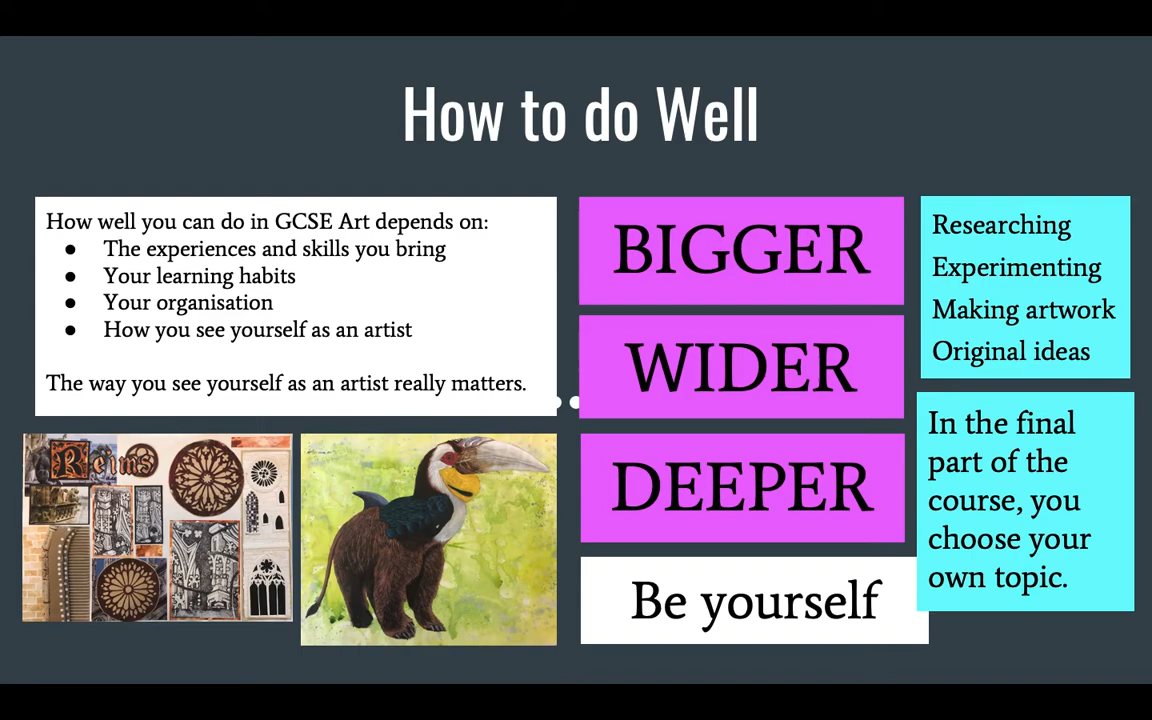 How to do Well
How well you can do in GCSE Art depends on:
● The experiences and skills you bring
● Your learning habits
● Your organisation
● How you see yourself as an artist
The way you see yourself as an artist really matters.
Reims
BIGGER
WIDER
DEEPER
Be yourself
Researching
Experimenting
Making artwork
Original ideas
In the final
part of the
course, you
choose your
own topic.